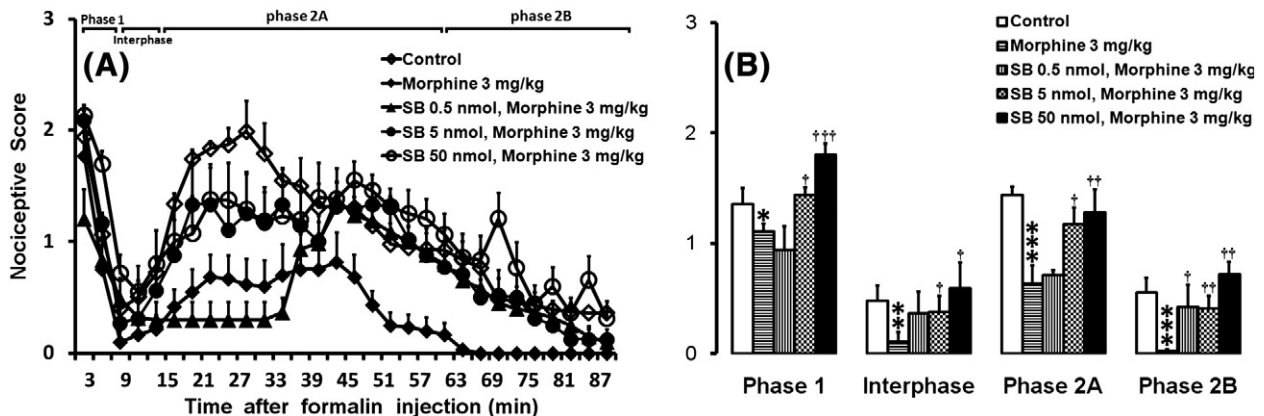 Phase 1
phase 2A
phase 2B
Interphase
(A)
Nociceptive Score
3
2
1
0
Control
Morphine 3 mg/kg
SB 0.5 nmol, Morphine 3 mg/kg
SB 5 nmol, Morphine 3 mg/kg
SB 50 nmol, Morphine 3 mg/kg
3 9 15 21 27 33 39 45 51 57 63 69 75 81 87
Time after formalin injection (min)
(B)
3
2
1
0
Control
Morphine 3 mg/kg
SB 0.5 nmol, Morphine 3 mg/kg
SB 5 nmol, Morphine 3 mg/kg
SB 50 nmol, Morphine 3 mg/kg
* † †††
** † †
*** † ††
*** † †† ††
Phase 1 Interphase Phase 2A Phase 2B